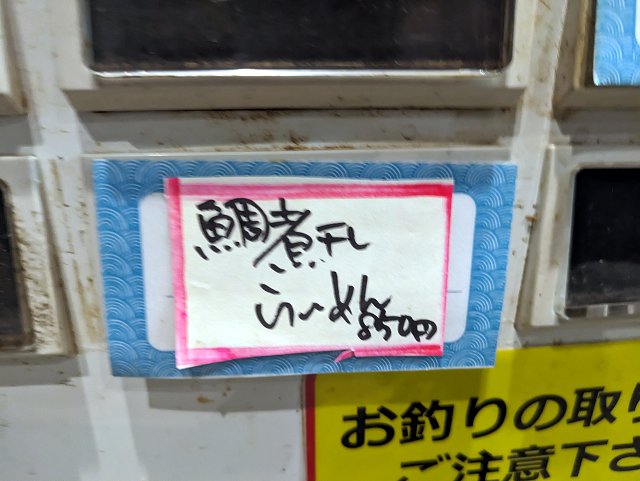 鯛煮干し
らーめん
850円
お釣りの取り
ご注意下さ